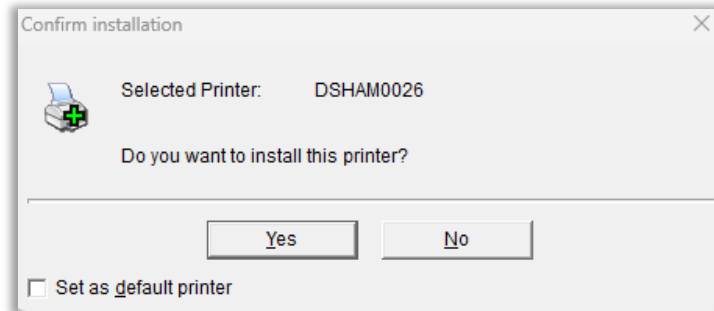 Confirm installation
Selected Printer: DSHAM0026
Do you want to install this printer?
Yes No
Set as default printer